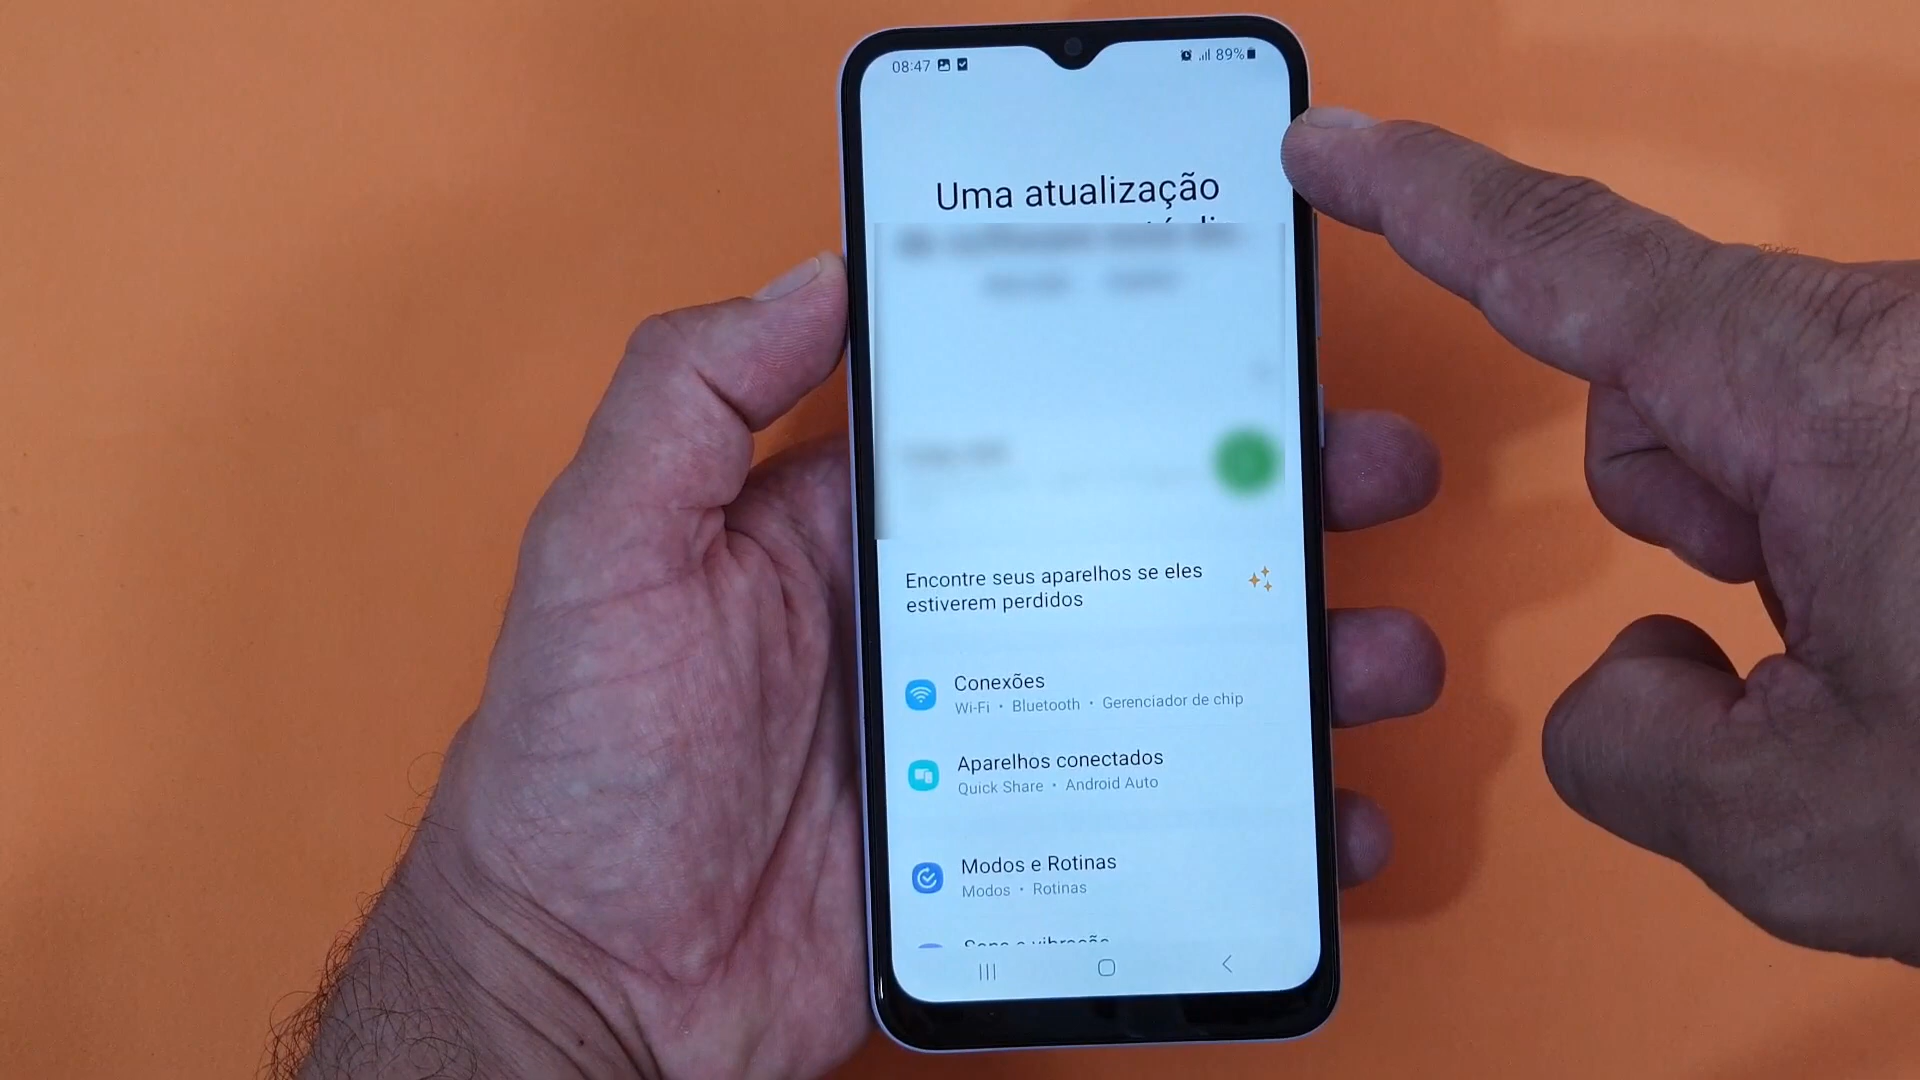 08:47
89%
Uma atualização
Encontre seus aparelhos se eles
estiverem perdidos
Conexões
Wi-Fi • Bluetooth • Gerenciador de chip
Aparelhos conectados
Quick Share • Android Auto
Modos e Rotinas
Modos • Rotinas